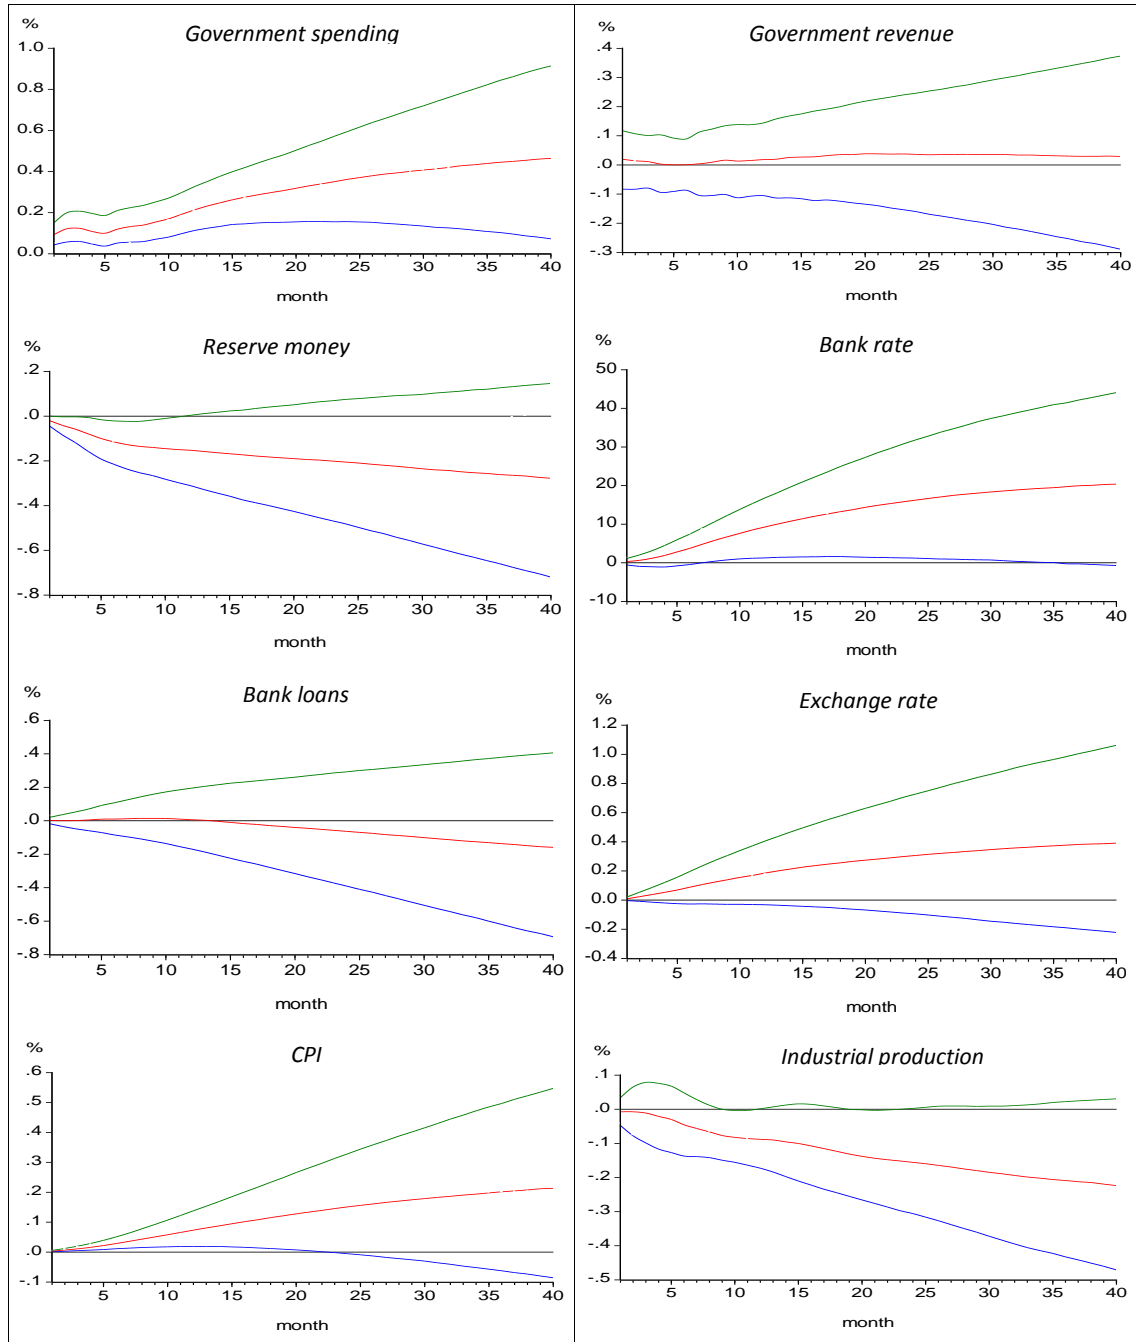 %
Government spending
1.0
0.8
0.6
0.4
0.2
0.0
5 10 15 20 25 30 35 40
month
%
Government revenue
.4
.3
.2
.1
.0
-.1
-.2
-.3
5 10 15 20 25 30 35 40
month
%
Reserve money
.2
.0
-.2
-.4
-.6
-.8
5 10 15 20 25 30 35 40
month
%
Bank rate
50
40
30
20
10
0
-10
5 10 15 20 25 30 35 40
month
%
Bank loans
.6
.4
.2
.0
-.2
-.4
-.6
-.8
5 10 15 20 25 30 35 40
month
%
Exchange rate
1.2
1.0
0.8
0.6
0.4
0.2
0.0
-0.2
-0.4
5 10 15 20 25 30 35 40
month
%
CPI
.6
.5
.4
.3
.2
.1
.0
-.1
5 10 15 20 25 30 35 40
month
%
Industrial production
.1
.0
-.1
-.2
-.3
-.4
-.5
5 10 15 20 25 30 35 40
month